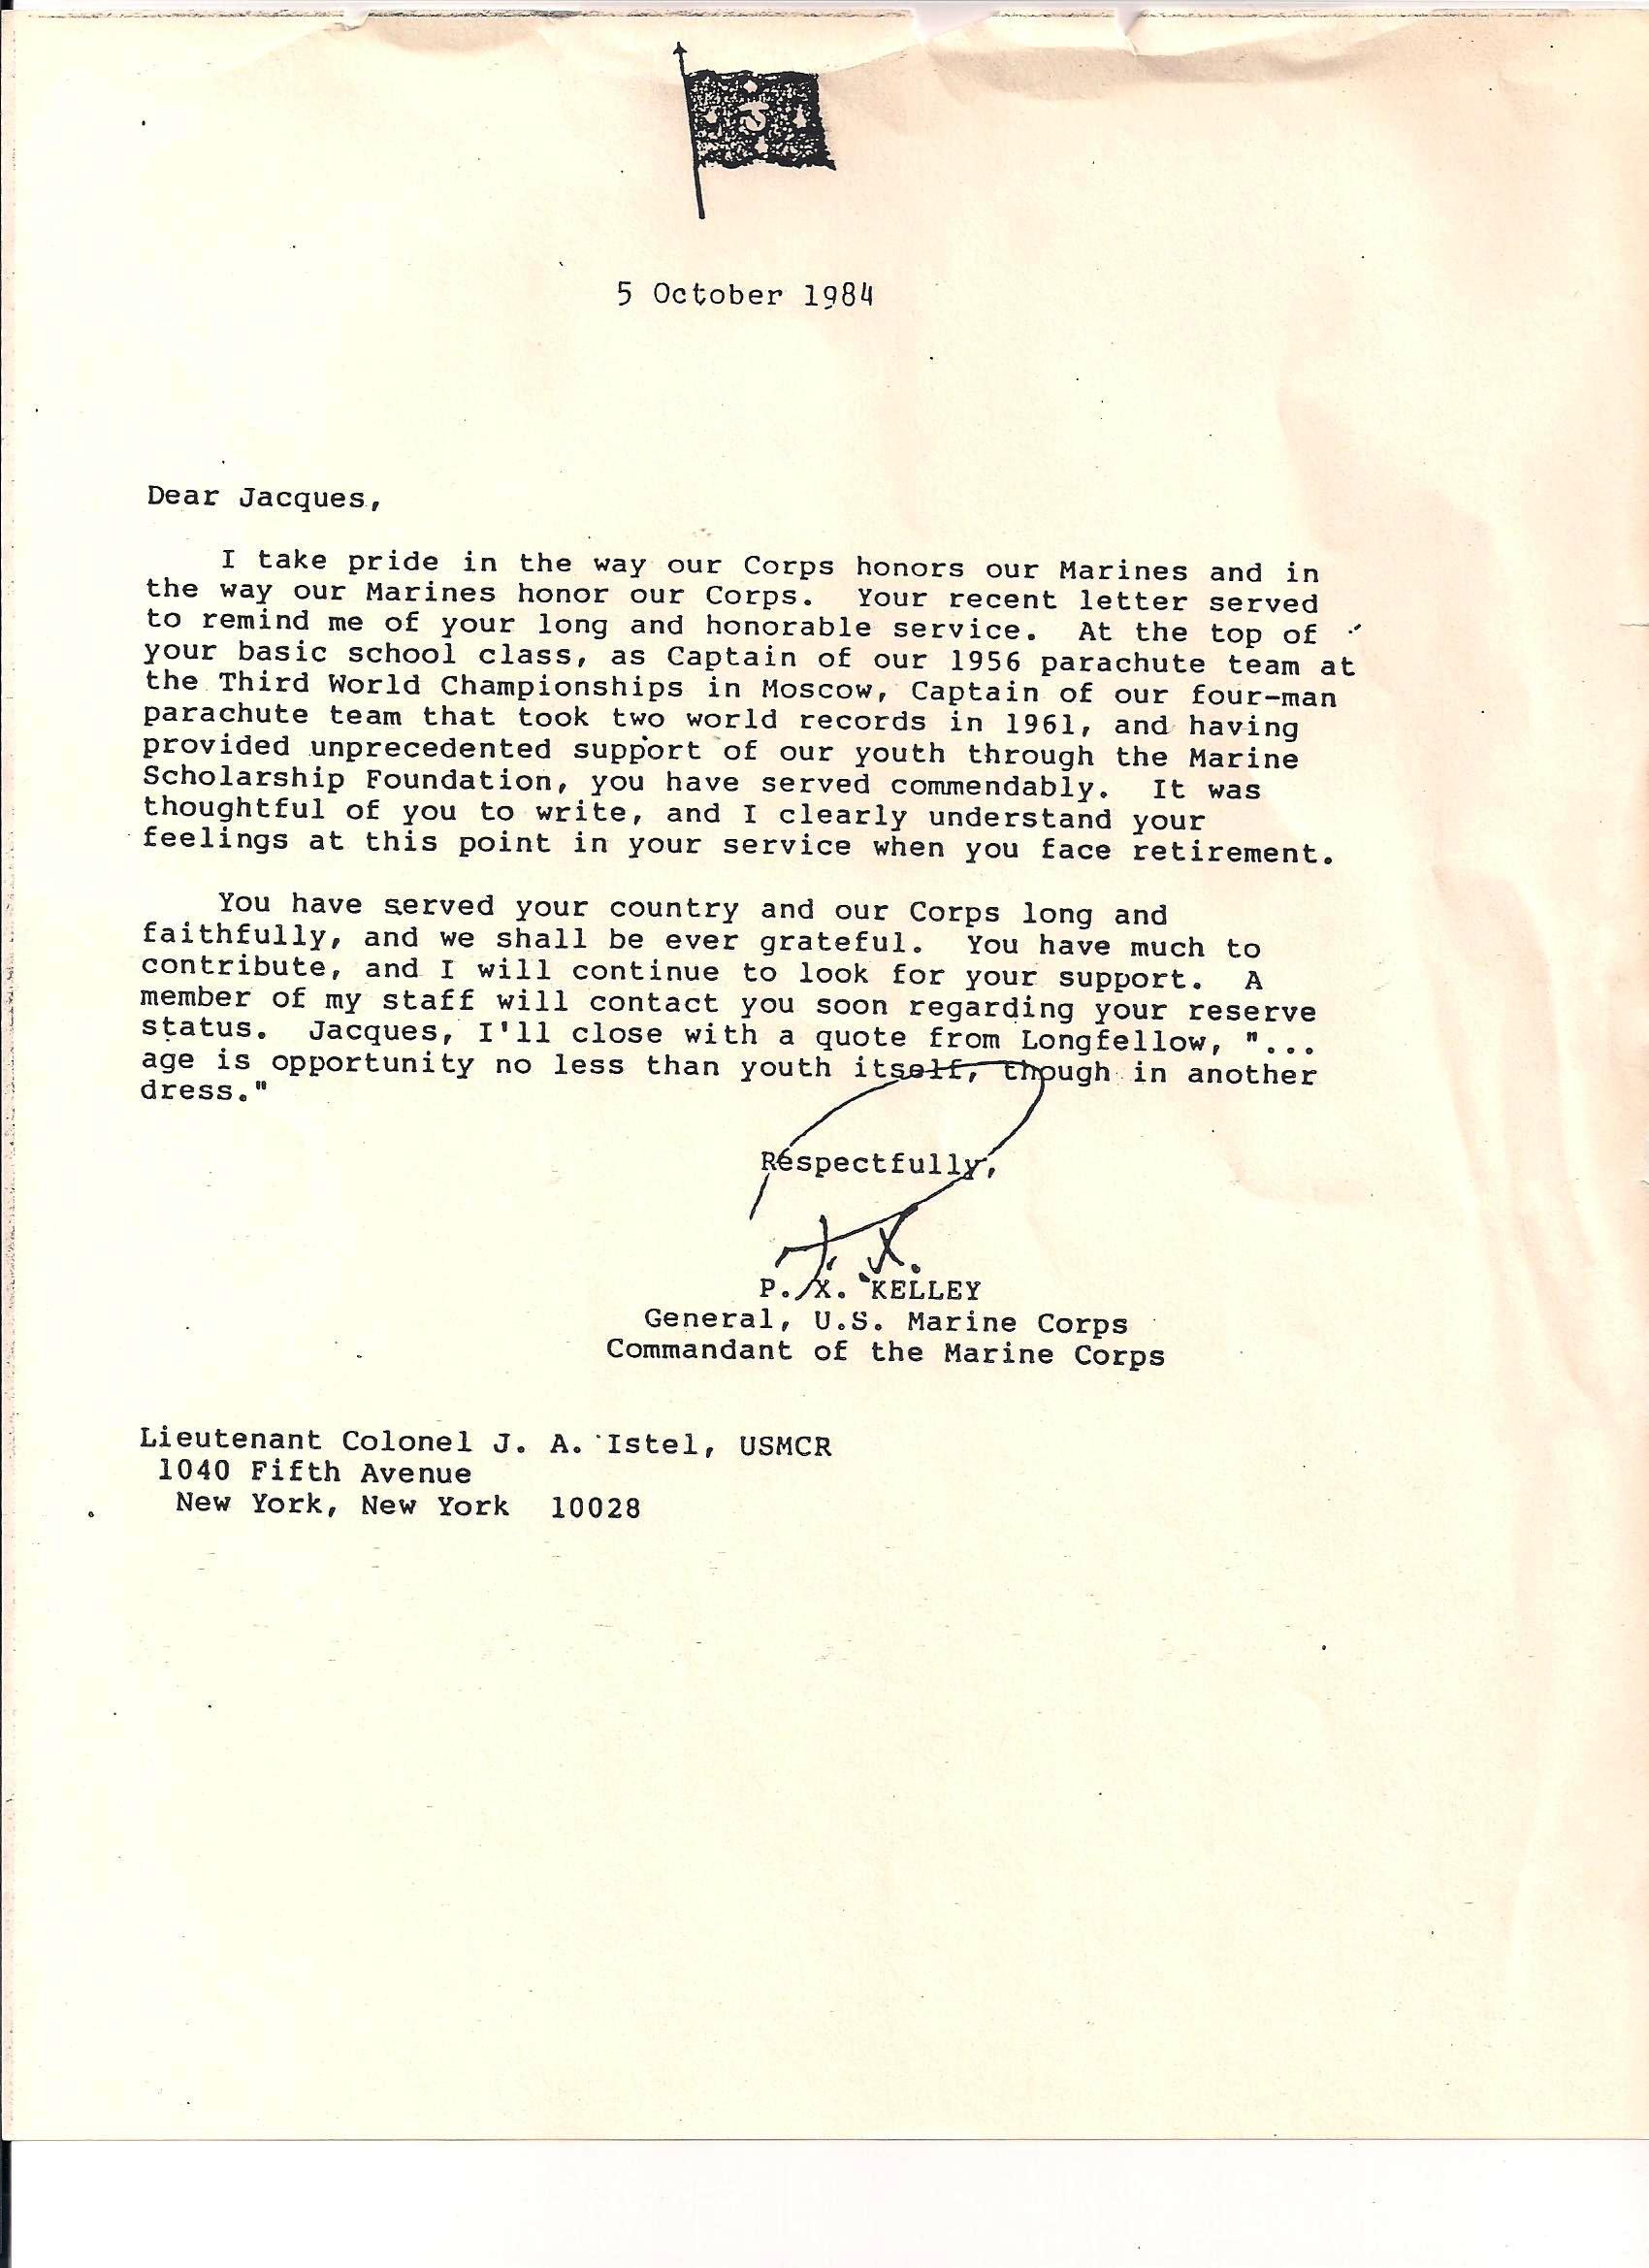 5 October 1984
Dear Jacques,
I take pride in the way our Corps honors our Marines and in
the way our Marines honor our Corps. Your recent letter served
to remind me of your long and honorable service. At the top of
your basic school class, as Captain of our 1956 parachute team at
the Third World Championships in Moscow, Captain of our four-man
parachute team that took two world records in 1961, and having
provided unprecedented support of our youth through the Marine
Scholarship Foundation, you have served commendably. It was
thoughtful of you to write, and I clearly understand your
feelings at this point in your service when you face retirement.
You have served your country and our Corps long and
faithfully, and we shall be ever grateful. You have much to
contribute, and I will continue to look for your support. A
member of my staff will contact you soon regarding your reserve
status. Jacques, I'll close with a quote from Longfellow, "...
age is opportunity no less than youth itself, though in another
dress."
Respectfully,
P. X. KELLEY
General, U.S. Marine Corps
Commandant of the Marine Corps
Lieutenant Colonel J. A. Istel, USMCR
1040 Fifth Avenue
New York, New York 10028